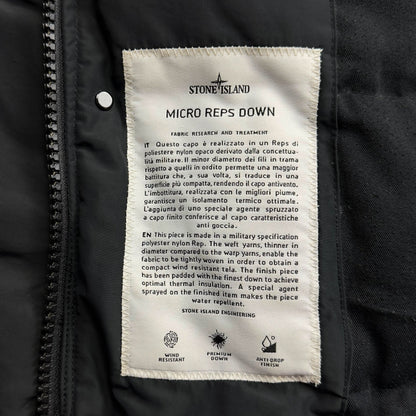 STONE ISLAND
MICRO REPS DOWN
FABRIC RESEARCH AND TREATMENT
IT Questo capo è realizzato in un Reps di
poliestere nylon opaco derivato dalla concettua-
lità militare. Il minor diametro dei fili in trama
rispetto a quelli in ordito permette una maggior
battitura che, a sua volta, si traduce in una
superficie più compatta, rendendo il capo antivento.
L'imbottitura, realizzata con le migliori piume,
garantisce un isolamento termico ottimale.
L'aggiunta di uno speciale agente spruzzato
a capo finito conferisce al capo caratteristiche
anti goccia.
EN This piece is made in a military specification
polyester nylon Rep. The weft yarns, thinner in
diameter compared to the warp yarns, enable the
fabric to be tightly woven in order to obtain a
compact wind resistant tela. The finish piece
has been padded with the finest down to achieve
optimal thermal insulation. A special agent
sprayed on the finished item makes the piece
water repellent.
STONE ISLAND ENGINEERING
WIND RESISTANT
PREMIUM DOWN
ANTI DROP FINISH